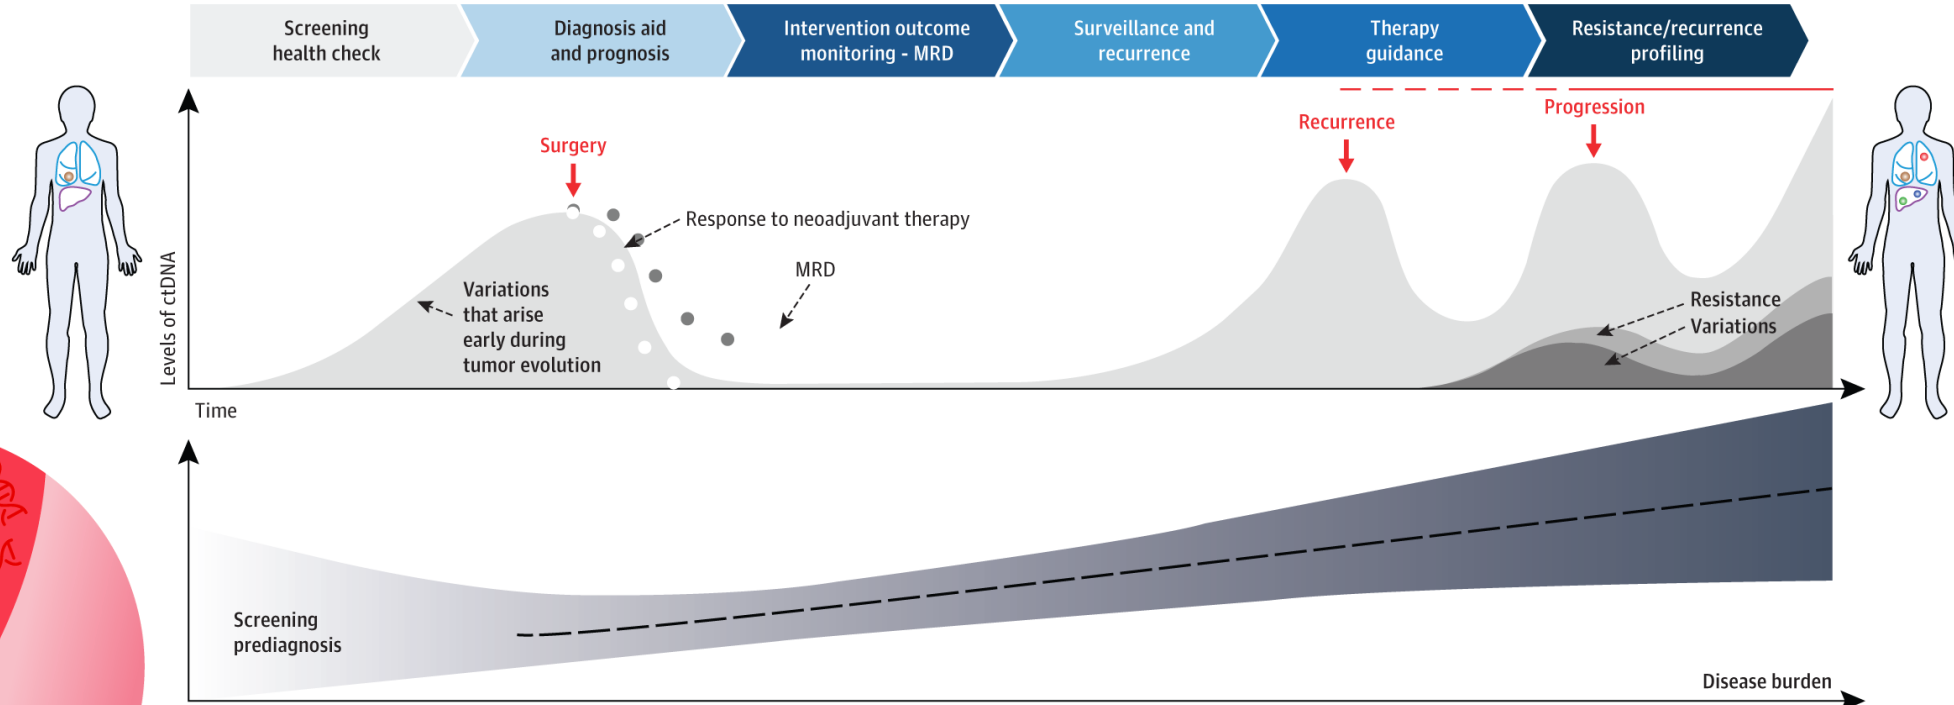 Screening
health check
Diagnosis aid
and prognosis
Intervention outcome
monitoring - MRD
Surveillance and
recurrence
Therapy
guidance
Resistance/recurrence
profiling
Levels of ctDNA
Surgery
Response to neoadjuvant therapy
MRD
Variations
that arise
early during
tumor evolution
Recurrence
Progression
Resistance
Variations
Time
Screening
prediagnosis
Disease burden